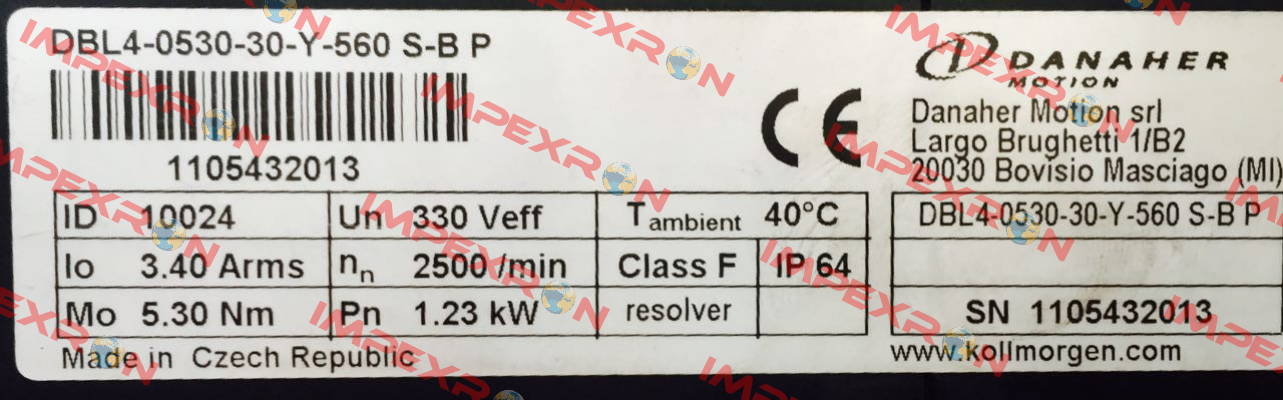 DBL4-0530-30-Y-560 S-B P
1105432013
CE
DANAHER
MOTION
Danaher Motion srl
Largo Brughetti 1/B2
20030 Bovisio Masciago (MI)
ID 10024 Un 330 Veff Tambient 40°C
Io 3.40 Arms nn 2500 /min Class F IP 64
Mo 5.30 Nm Pn 1.23 kW resolver
Made in Czech Republic
DBL4-0530-30-Y-560 S-B P
SN 1105432013
www.kollmorgen.com
IMPEXRON